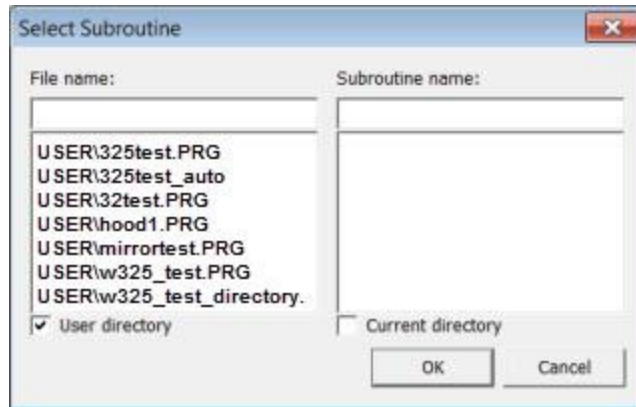 Select Subroutine
File name:
Subroutine name:
USER\325test.PRG
USER\325test_auto
USER\32test.PRG
USER\hood1.PRG
USER\mirrortest.PRG
USER\w325_test.PRG
USER\w325_test_directory.
User directory
Current directory
OK
Cancel